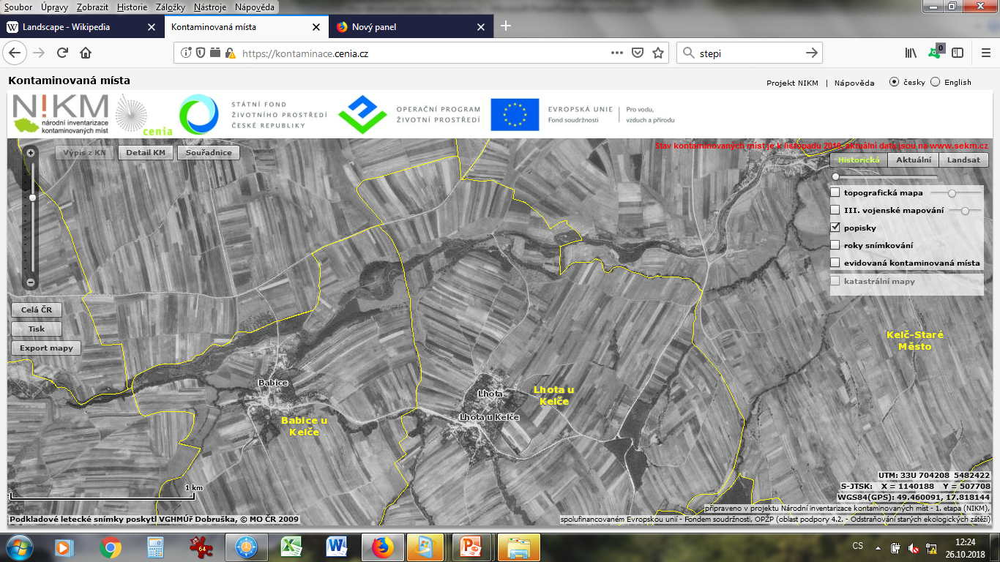 Soubor Úpravy Zobrazit Historie Záložky Nástroje Nápověda
Landscape - Wikipedia
Kontaminovaná místa
Nový panel
https://kontaminace.cenia.cz
stepi
0
Kontaminovaná místa
Projekt NIKM | Nápověda
česky
English
N!KM
národní inventarizace
kontaminovaných míst
cenia
STÁTNÍ FOND
ŽIVOTNÍHO PROSTŘEDÍ
ČESKÉ REPUBLIKY
OPERAČNÍ PROGRAM
ŽIVOTNÍ PROSTŘEDÍ
EVROPSKÁ UNIE
Fond soudržnosti
Pro vodu,
vzduch a přírodu
Stav kontaminovaných míst je k listopadu 2010, aktuální data jsou na www.sekm.cz
Výpis z KN
Detail KM
Souřadnice
Historická
Aktuální
Landsat
topografická mapa
III. vojenské mapování
popisky
roky snímkování
evidovaná kontaminovaná místa
katastrální mapy
Celá ČR
Tisk
Export mapy
Kelč-Staré
Město
Babice
Lhota
Lhota u
Kelče
Lhota u Kelče
Babice u
Kelče
1 km
UTM: 33U 704208 5482422
S-JTSK: X = 1140188 Y = 507708
WGS84(GPS): 49.460091, 17.818144
připraveno v projektu Národní inventarizace kontaminovaných míst - 1. etapa (NIKM),
spolufinancovaném Evropskou unií - Fondem soudržnosti, OPŽP (oblast podpory 4.2. - Odstraňování starých ekologických zátěží)
Podkladové letecké snímky poskytl VGHMÚř Dobruška, © MO ČR 2009
64
CS
12:24
26.10.2018